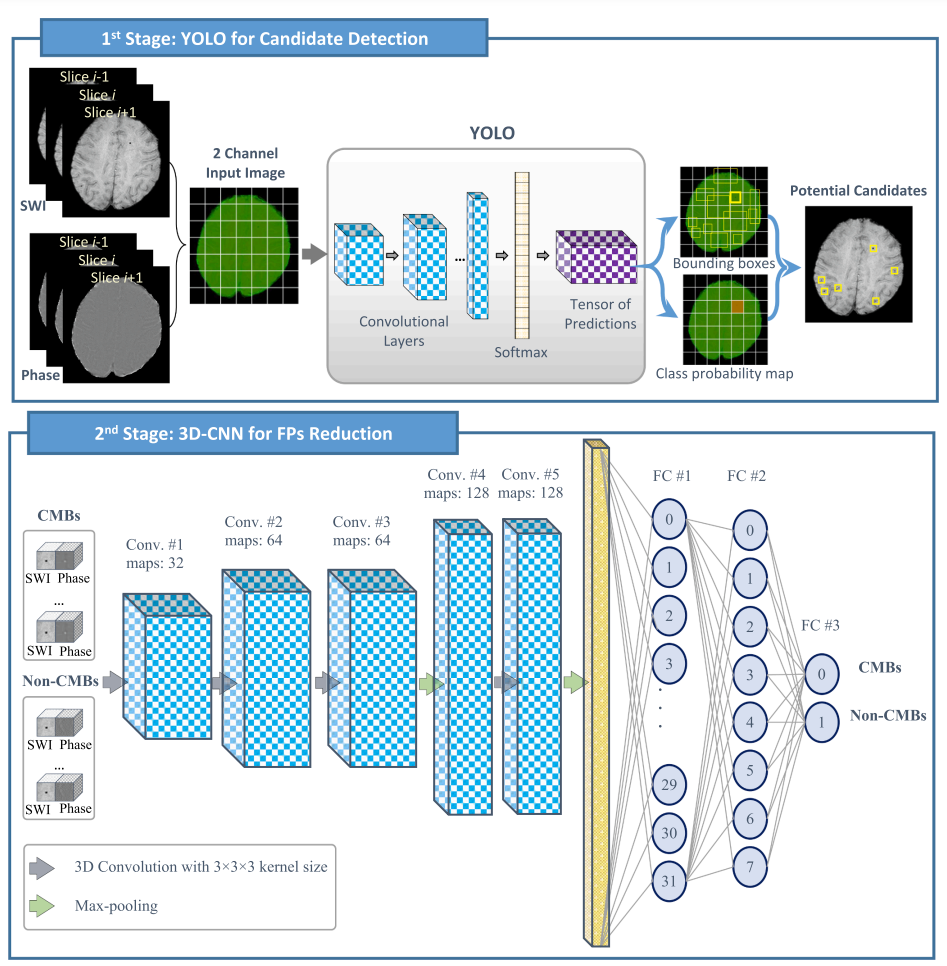 1st Stage: YOLO for Candidate Detection
Slice i-1
Slice i
Slice i+1
SWI
Slice i-1
Slice i
Slice i+1
Phase
2 Channel
Input Image
YOLO
...
Convolutional
Layers
Softmax
Tensor of
Predictions
Bounding boxes
Class probability map
Potential Candidates
2nd Stage: 3D-CNN for FPs Reduction
CMBs
SWI Phase
...
SWI Phase
Non-CMBs
SWI Phase
...
SWI Phase
Conv. #1
maps: 32
Conv. #2
maps: 64
Conv. #3
maps: 64
Conv. #4
maps: 128
Conv. #5
maps: 128
FC #1
0
1
2
3
.
.
.
29
30
31
FC #2
0
1
2
3
4
5
6
7
FC #3
0
1
CMBs
Non-CMBs
3D Convolution with 3×3×3 kernel size
Max-pooling